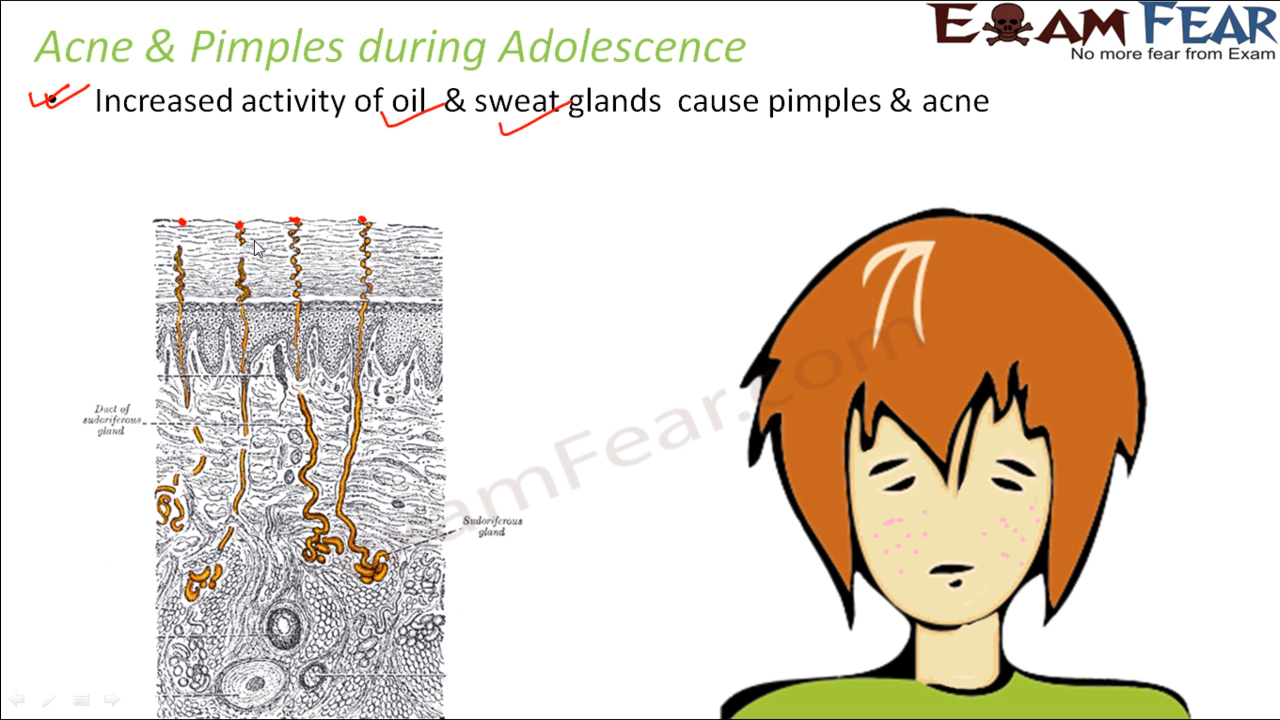 Acne & Pimples during Adolescence
EXAM FEAR
No more fear from Exam
• Increased activity of oil & sweat glands cause pimples & acne
Duct of
sudoriferous
gland
Sudoriferous
gland
ExamFear.com